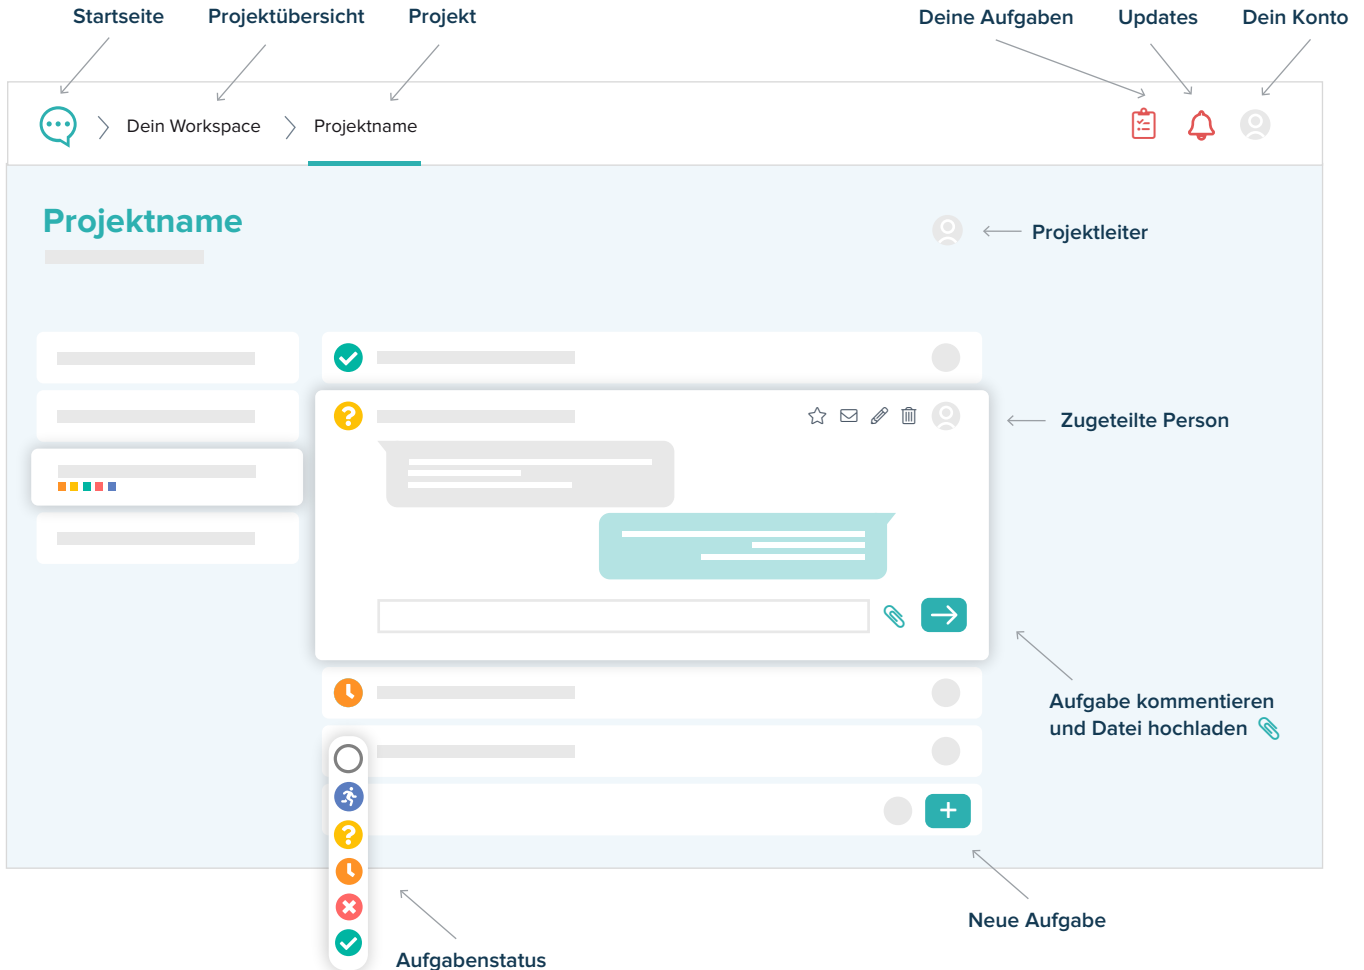 Startseite
Projektübersicht
Projekt
Deine Aufgaben
Updates
Dein Konto
Dein Workspace
Projektname
Projektname
Projektleiter
Zugeteilte Person
Aufgabe kommentieren
und Datei hochladen
Neue Aufgabe
Aufgabenstatus